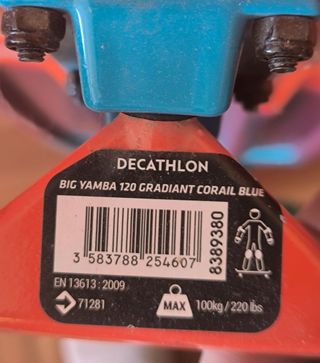 DECATHLON
BIG YAMBA 120 GRADIANT CORAIL BLUE
3 583788 254607
8389380
EN 13613 : 2009
71281
MAX
100kg / 220 lbs